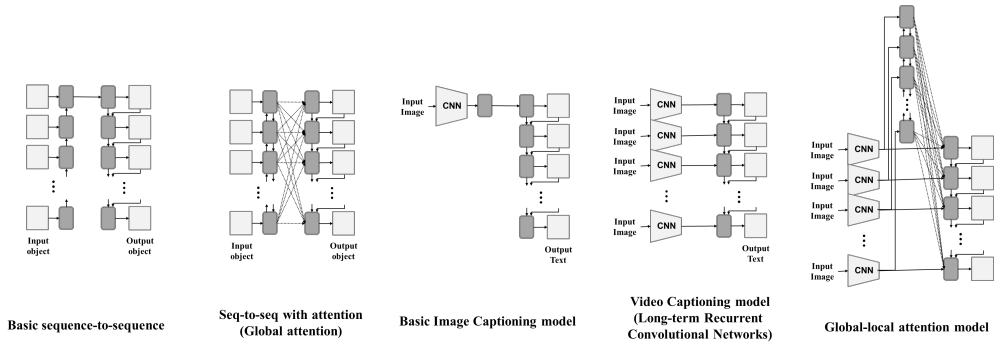 Input
object
Output
object
Basic sequence-to-sequence
Input
object
Output
object
Seq-to-seq with attention
(Global attention)
Input
Image
CNN
Output
Text
Basic Image Captioning model
Input
Image
CNN
Input
Image
CNN
Input
Image
CNN
Input
Image
CNN
Output
Text
Video Captioning model
(Long-term Recurrent
Convolutional Networks)
Input
Image
CNN
Input
Image
CNN
Input
Image
CNN
Input
Image
CNN
Global-local attention model